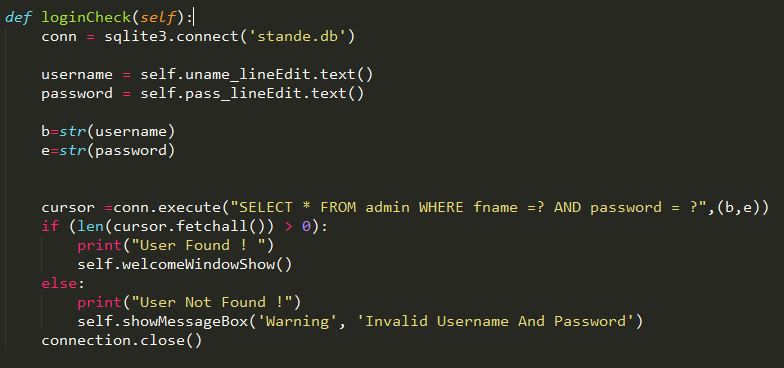 def loginCheck(self):
    conn = sqlite3.connect('stande.db')

    username = self.uname_lineEdit.text()
    password = self.pass_lineEdit.text()

    b=str(username)
    e=str(password)


    cursor =conn.execute("SELECT * FROM admin WHERE fname =? AND password = ?",(b,e))
    if (len(cursor.fetchall()) > 0):
        print("User Found ! ")
        self.welcomeWindowShow()
    else:
        print("User Not Found !")
        self.showMessageBox('Warning', 'Invalid Username And Password')
    connection.close()